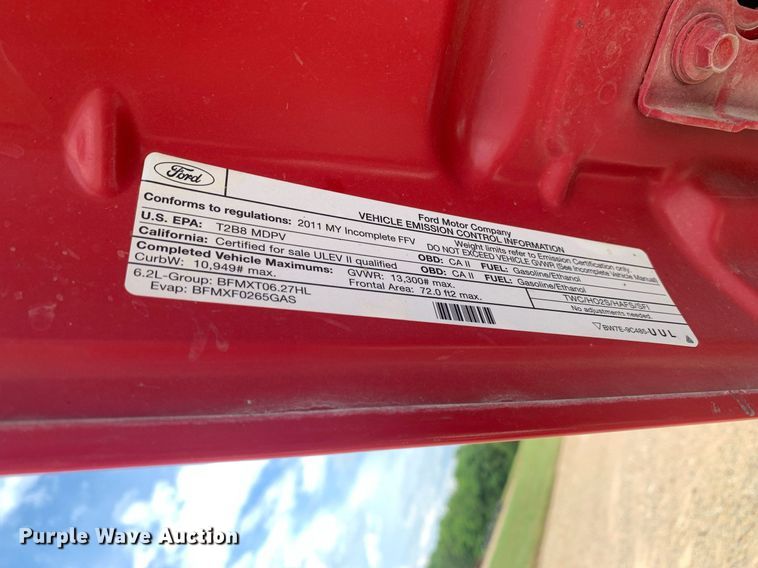 Ford
Ford Motor Company
VEHICLE EMISSION CONTROL INFORMATION
Conforms to regulations: 2011 MY Incomplete FFV
Weight limits refer to Emission Certification only.
U.S. EPA: T2B8 MDPV
DO NOT EXCEED VEHICLE GVWR (See Incomplete Vehicle Manual)
OBD: CA II FUEL: Gasoline/Ethanol
California: Certified for sale ULEV II qualified
OBD: CA II FUEL: Gasoline/Ethanol
Completed Vehicle Maximums:
CurbW: 10,949# max.
GVWR: 13,300# max.
Frontal Area: 72.0 ft2 max.
6.2L-Group: BFMXT06.27HL
Evap: BFMXF0265GAS
TWC/HO2S/HAFS/SFI
No adjustments needed.
BW7E-9C485-UUL
Purple Wave Auction